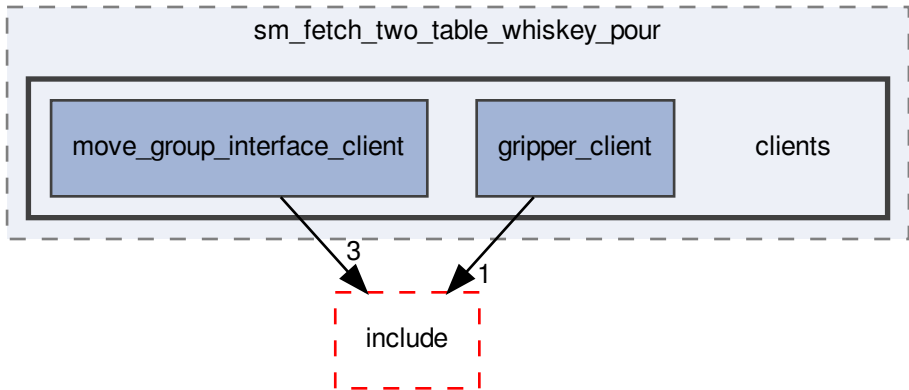 sm_fetch_two_table_whiskey_pour
move_group_interface_client
gripper_client
clients
3
1
include